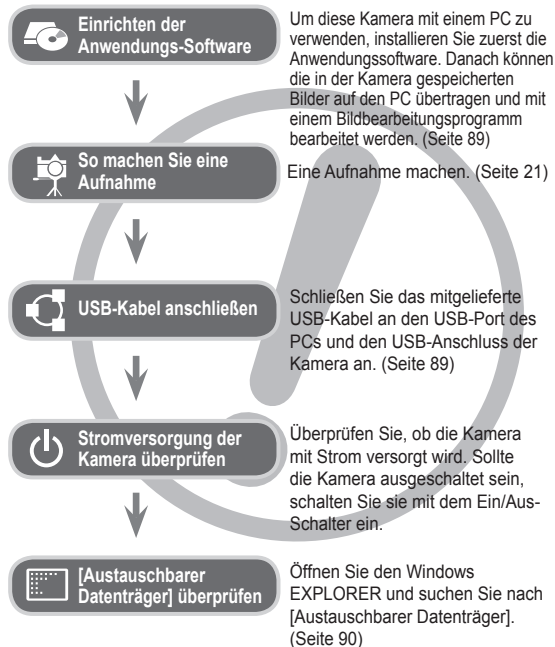 Einrichten der
Anwendungs-Software
Um diese Kamera mit einem PC zu
verwenden, installieren Sie zuerst die
Anwendungssoftware. Danach können
die in der Kamera gespeicherten
Bilder auf den PC übertragen und mit
einem Bildbearbeitungsprogramm
bearbeitet werden. (Seite 89)
So machen Sie eine
Aufnahme
Eine Aufnahme machen. (Seite 21)
USB-Kabel anschließen
Schließen Sie das mitgelieferte
USB-Kabel an den USB-Port des
PCs und den USB-Anschluss der
Kamera an. (Seite 89)
Stromversorgung der
Kamera überprüfen
Überprüfen Sie, ob die Kamera
mit Strom versorgt wird. Sollte
die Kamera ausgeschaltet sein,
schalten Sie sie mit dem Ein/Aus-
Schalter ein.
[Austauschbarer
Datenträger] überprüfen
Öffnen Sie den Windows
EXPLORER und suchen Sie nach
[Austauschbarer Datenträger].
(Seite 90)